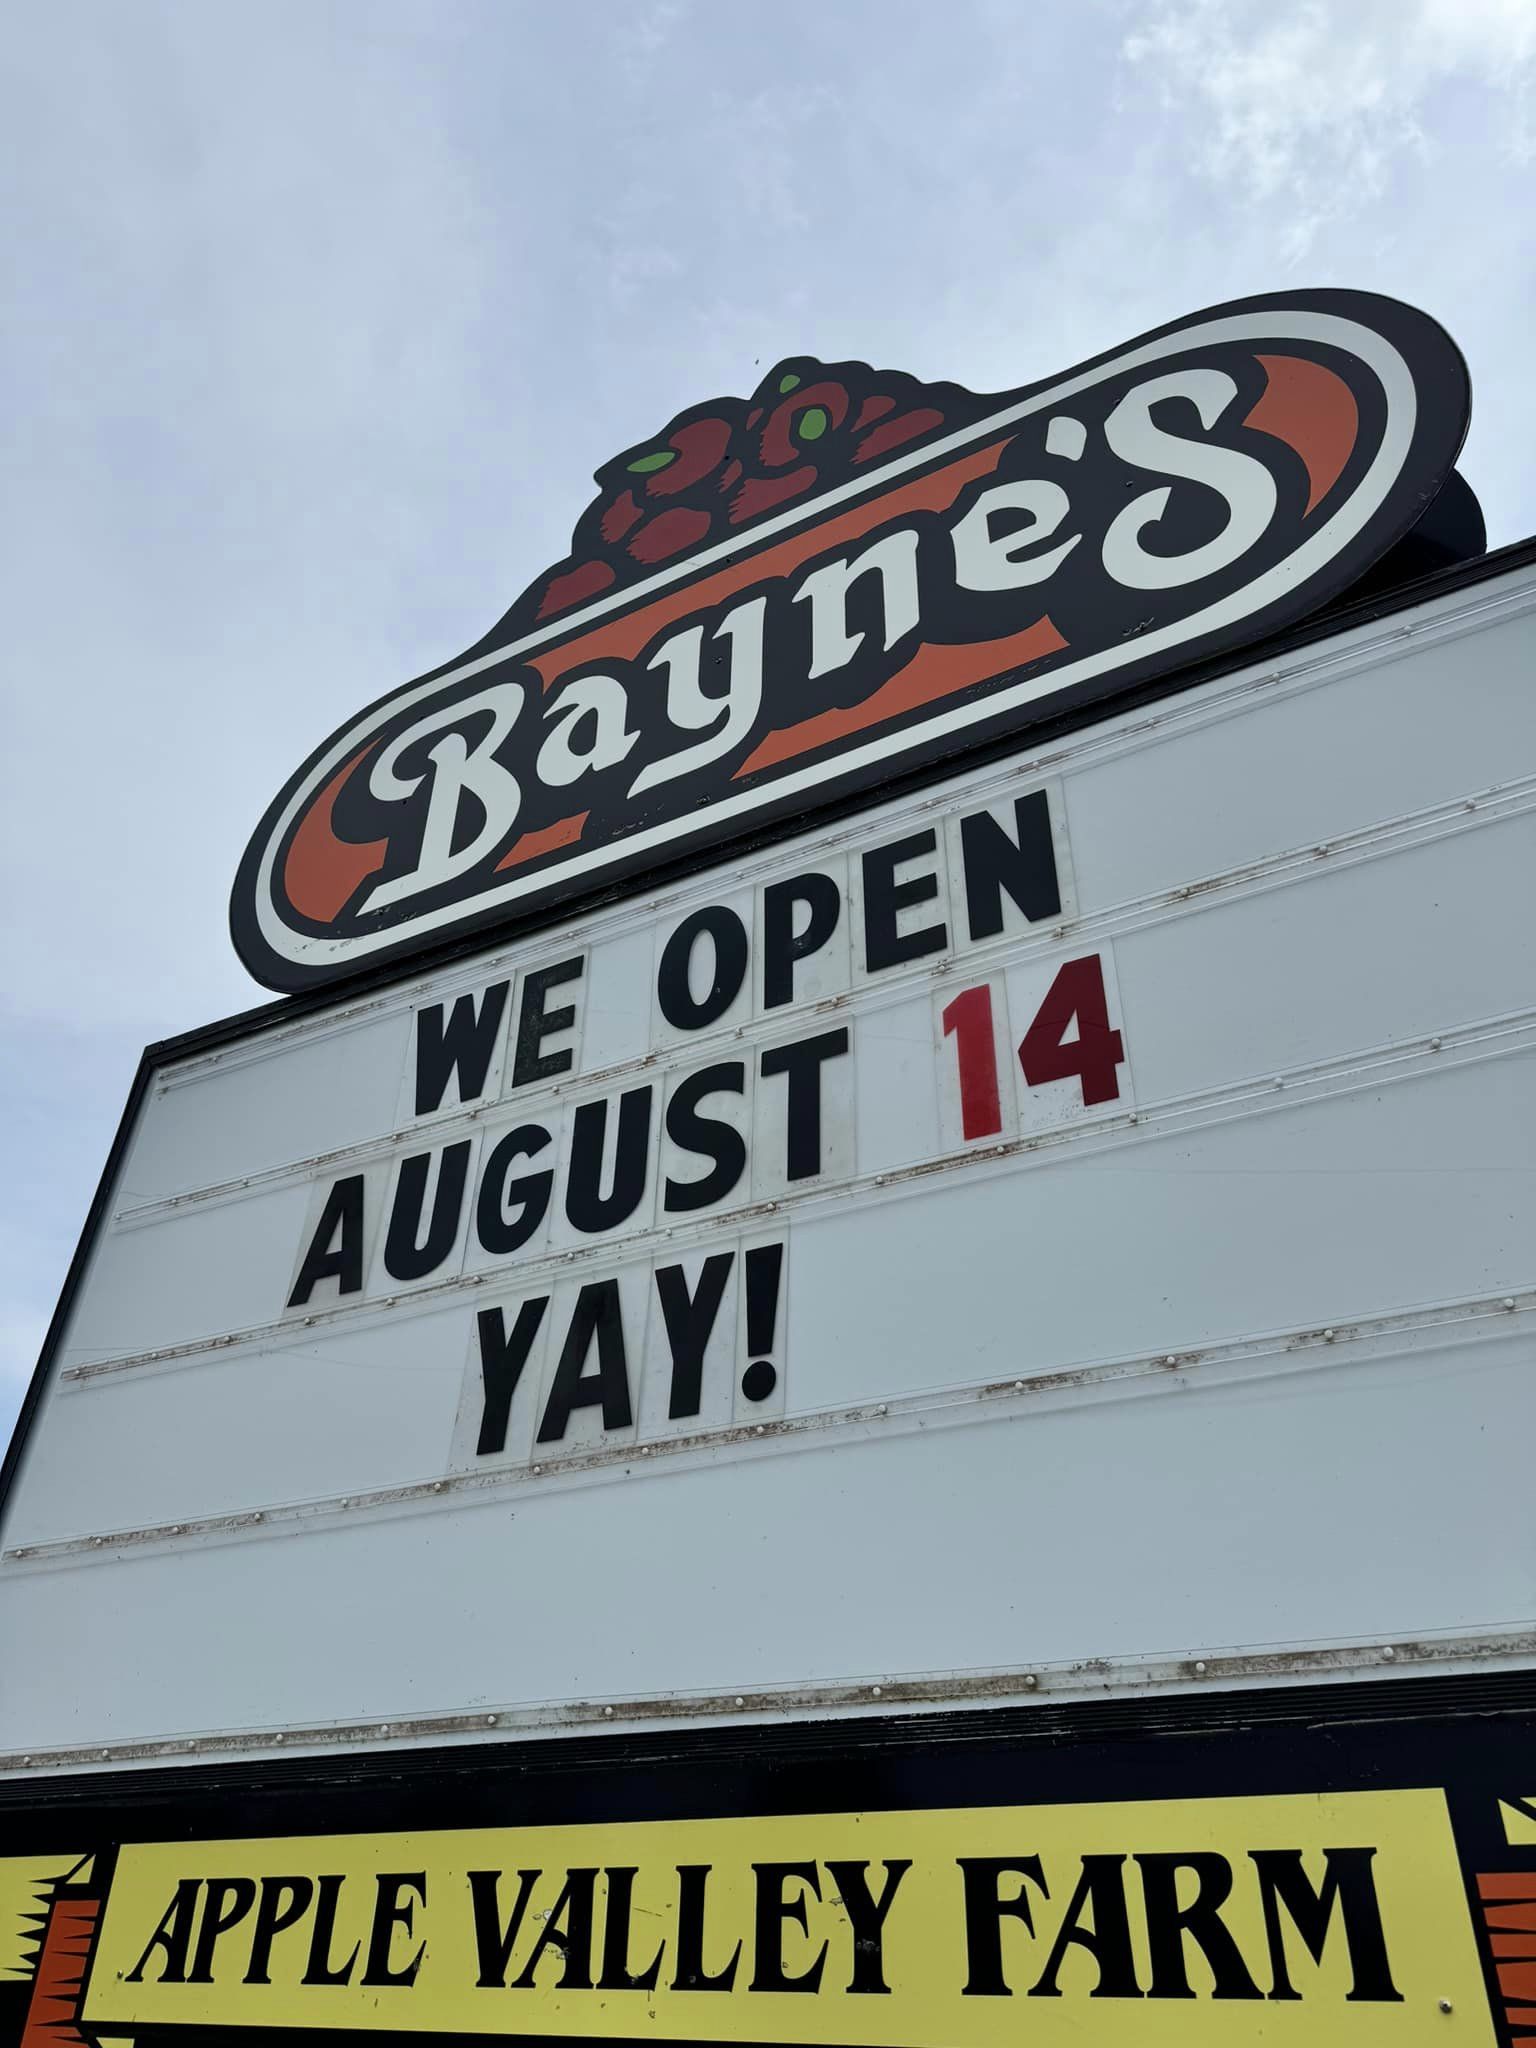 Bayne's
WE OPEN
AUGUST 14
YAY!
APPLE VALLEY FARM